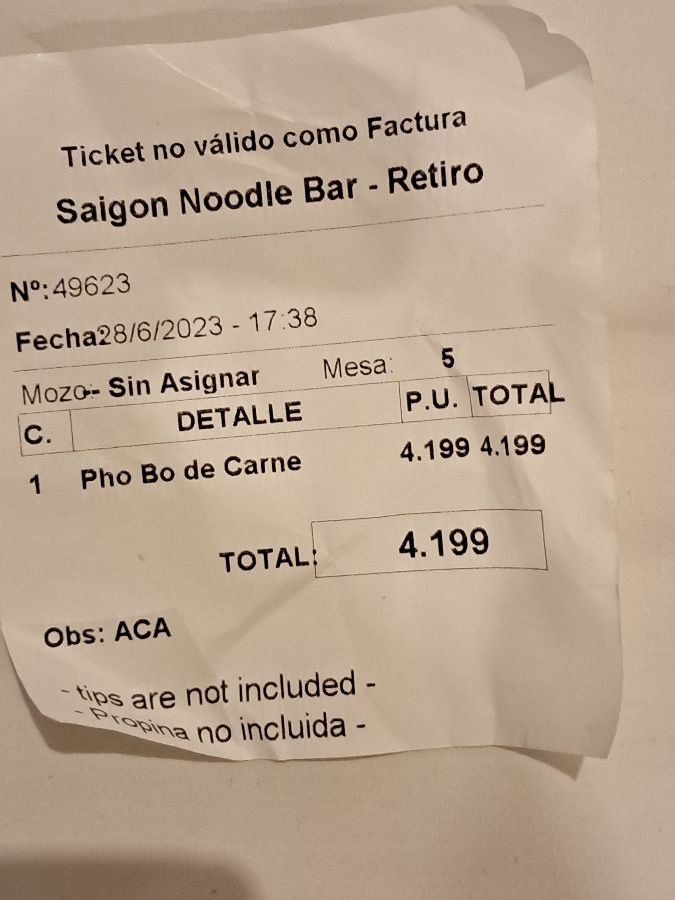 Ticket no válido como Factura
Saigon Noodle Bar - Retiro
Nº:49623
Fecha28/6/2023 - 17:38
Mozo:- Sin Asignar Mesa: 5
C. DETALLE P.U. TOTAL
1 Pho Bo de Carne 4.199 4.199
TOTAL: 4.199
Obs: ACA
- tips are not included -
- Propina no incluida -